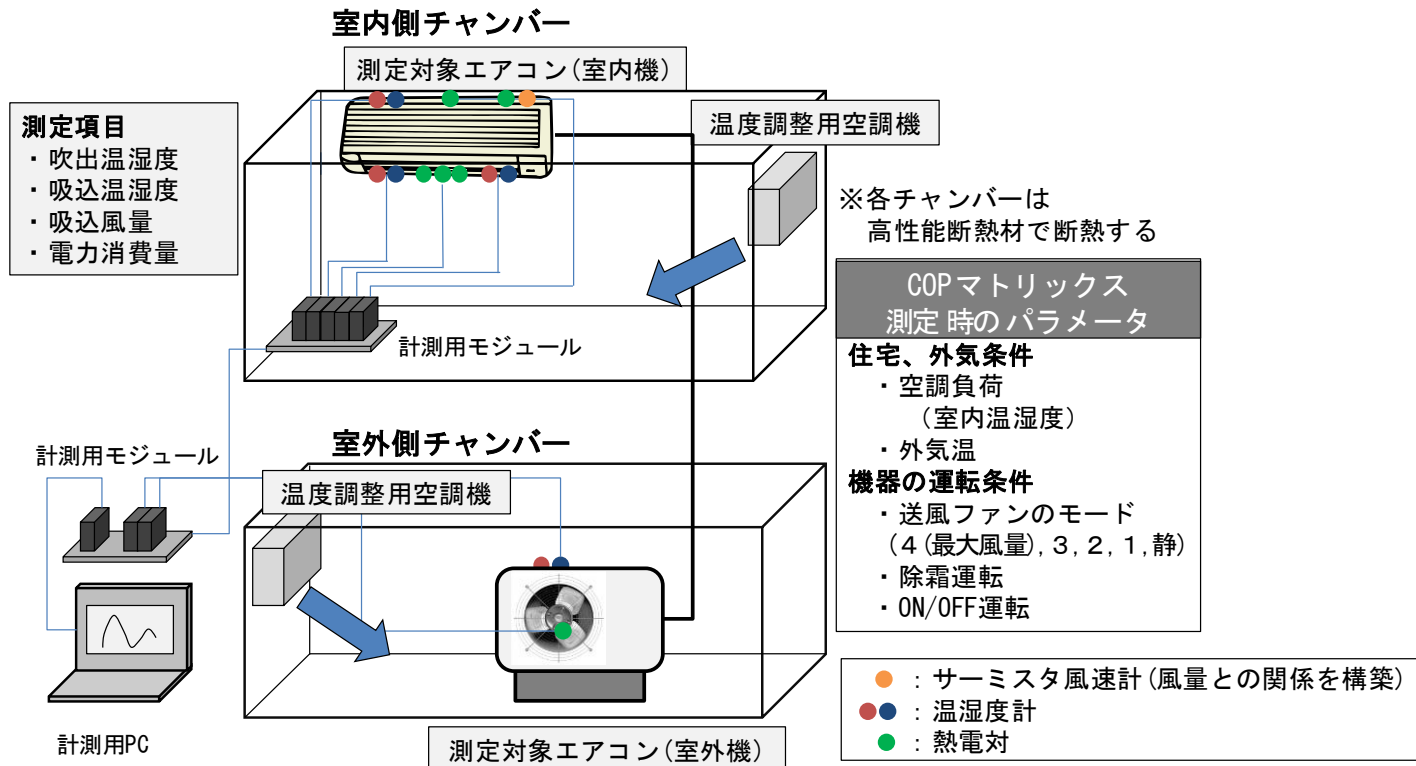 室内側チャンバー
測定対象エアコン(室内機)
測定項目
・吹出温湿度
・吸込温湿度
・吸込風量
・電力消費量
温度調整用空調機
※各チャンバーは
高性能断熱材で断熱する
計測用モジュール
COPマトリックス
測定時のパラメータ
住宅、外気条件
・空調負荷
(室内温湿度)
・外気温
機器の運転条件
・送風ファンのモード
(4(最大風量),3,2,1,静)
・除霜運転
・ON/OFF運転
室外側チャンバー
計測用モジュール
温度調整用空調機
計測用PC
測定対象エアコン(室外機)
:サーミスタ風速計(風量との関係を構築)
:温湿度計
:熱電対